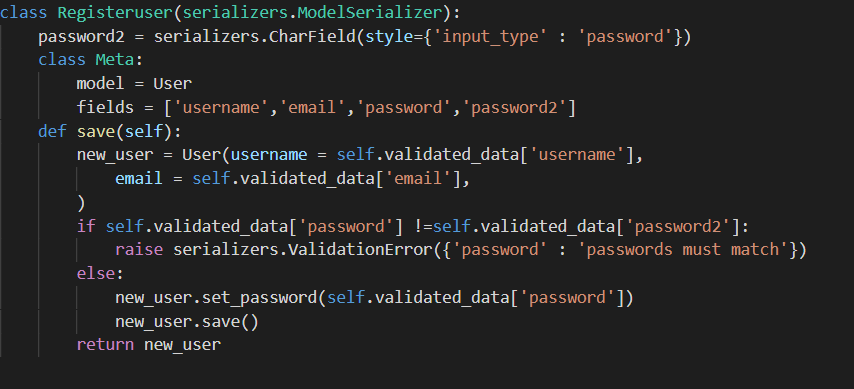 class Registeruser(serializers.ModelSerializer):
    password2 = serializers.CharField(style={'input_type' : 'password'})
    class Meta:
        model = User
        fields = ['username','email','password','password2']
    def save(self):
        new_user = User(username = self.validated_data['username'],
            email = self.validated_data['email'],
        )
        if self.validated_data['password'] !=self.validated_data['password2']:
            raise serializers.ValidationError({'password' : 'passwords must match'})
        else:
            new_user.set_password(self.validated_data['password'])
            new_user.save()
        return new_user